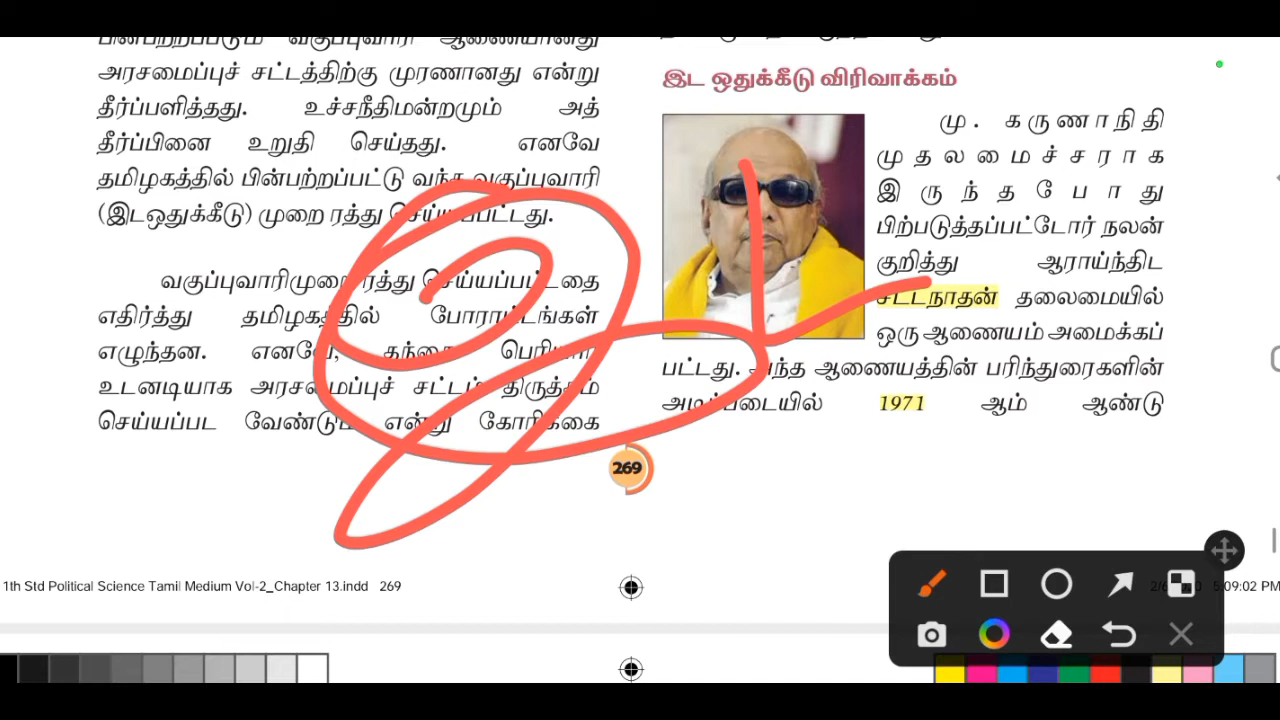 அரசமைப்புச் சட்டத்திற்கு முரணானது என்று
தீர்ப்பளித்தது. உச்சநீதிமன்றமும் அத்
தீர்ப்பினை உறுதி செய்தது. எனவே
தமிழகத்தில் பின்பற்றப்பட்டு வந்த வகுப்புவாரி
(இடஒதுக்கீடு) முறை ரத்து செய்யப்பட்டது.
வகுப்புவாரிமுறை ரத்து செய்யப்பட்டதை
எதிர்த்து தமிழகத்தில் போராட்டங்கள்
எழுந்தன. எனவே, தந்தை பெரியார்
உடனடியாக அரசமைப்புச் சட்டம் திருத்தம்
செய்யப்பட வேண்டும் என்று கோரிக்கை
இட ஒதுக்கீடு விரிவாக்கம்
மு. கருணாநிதி
முதலமைச்சராக
இருந்தபோது
பிற்படுத்தப்பட்டோர் நலன்
குறித்து ஆராய்ந்திட
சட்டநாதன் தலைமையில்
ஒரு ஆணையம் அமைக்கப்
பட்டது. அந்த ஆணையத்தின் பரிந்துரைகளின்
அடிப்படையில் 1971 ஆம் ஆண்டு
269
1th Std Political Science Tamil Medium Vol-2_Chapter 13.indd 269
5:09:02 PM